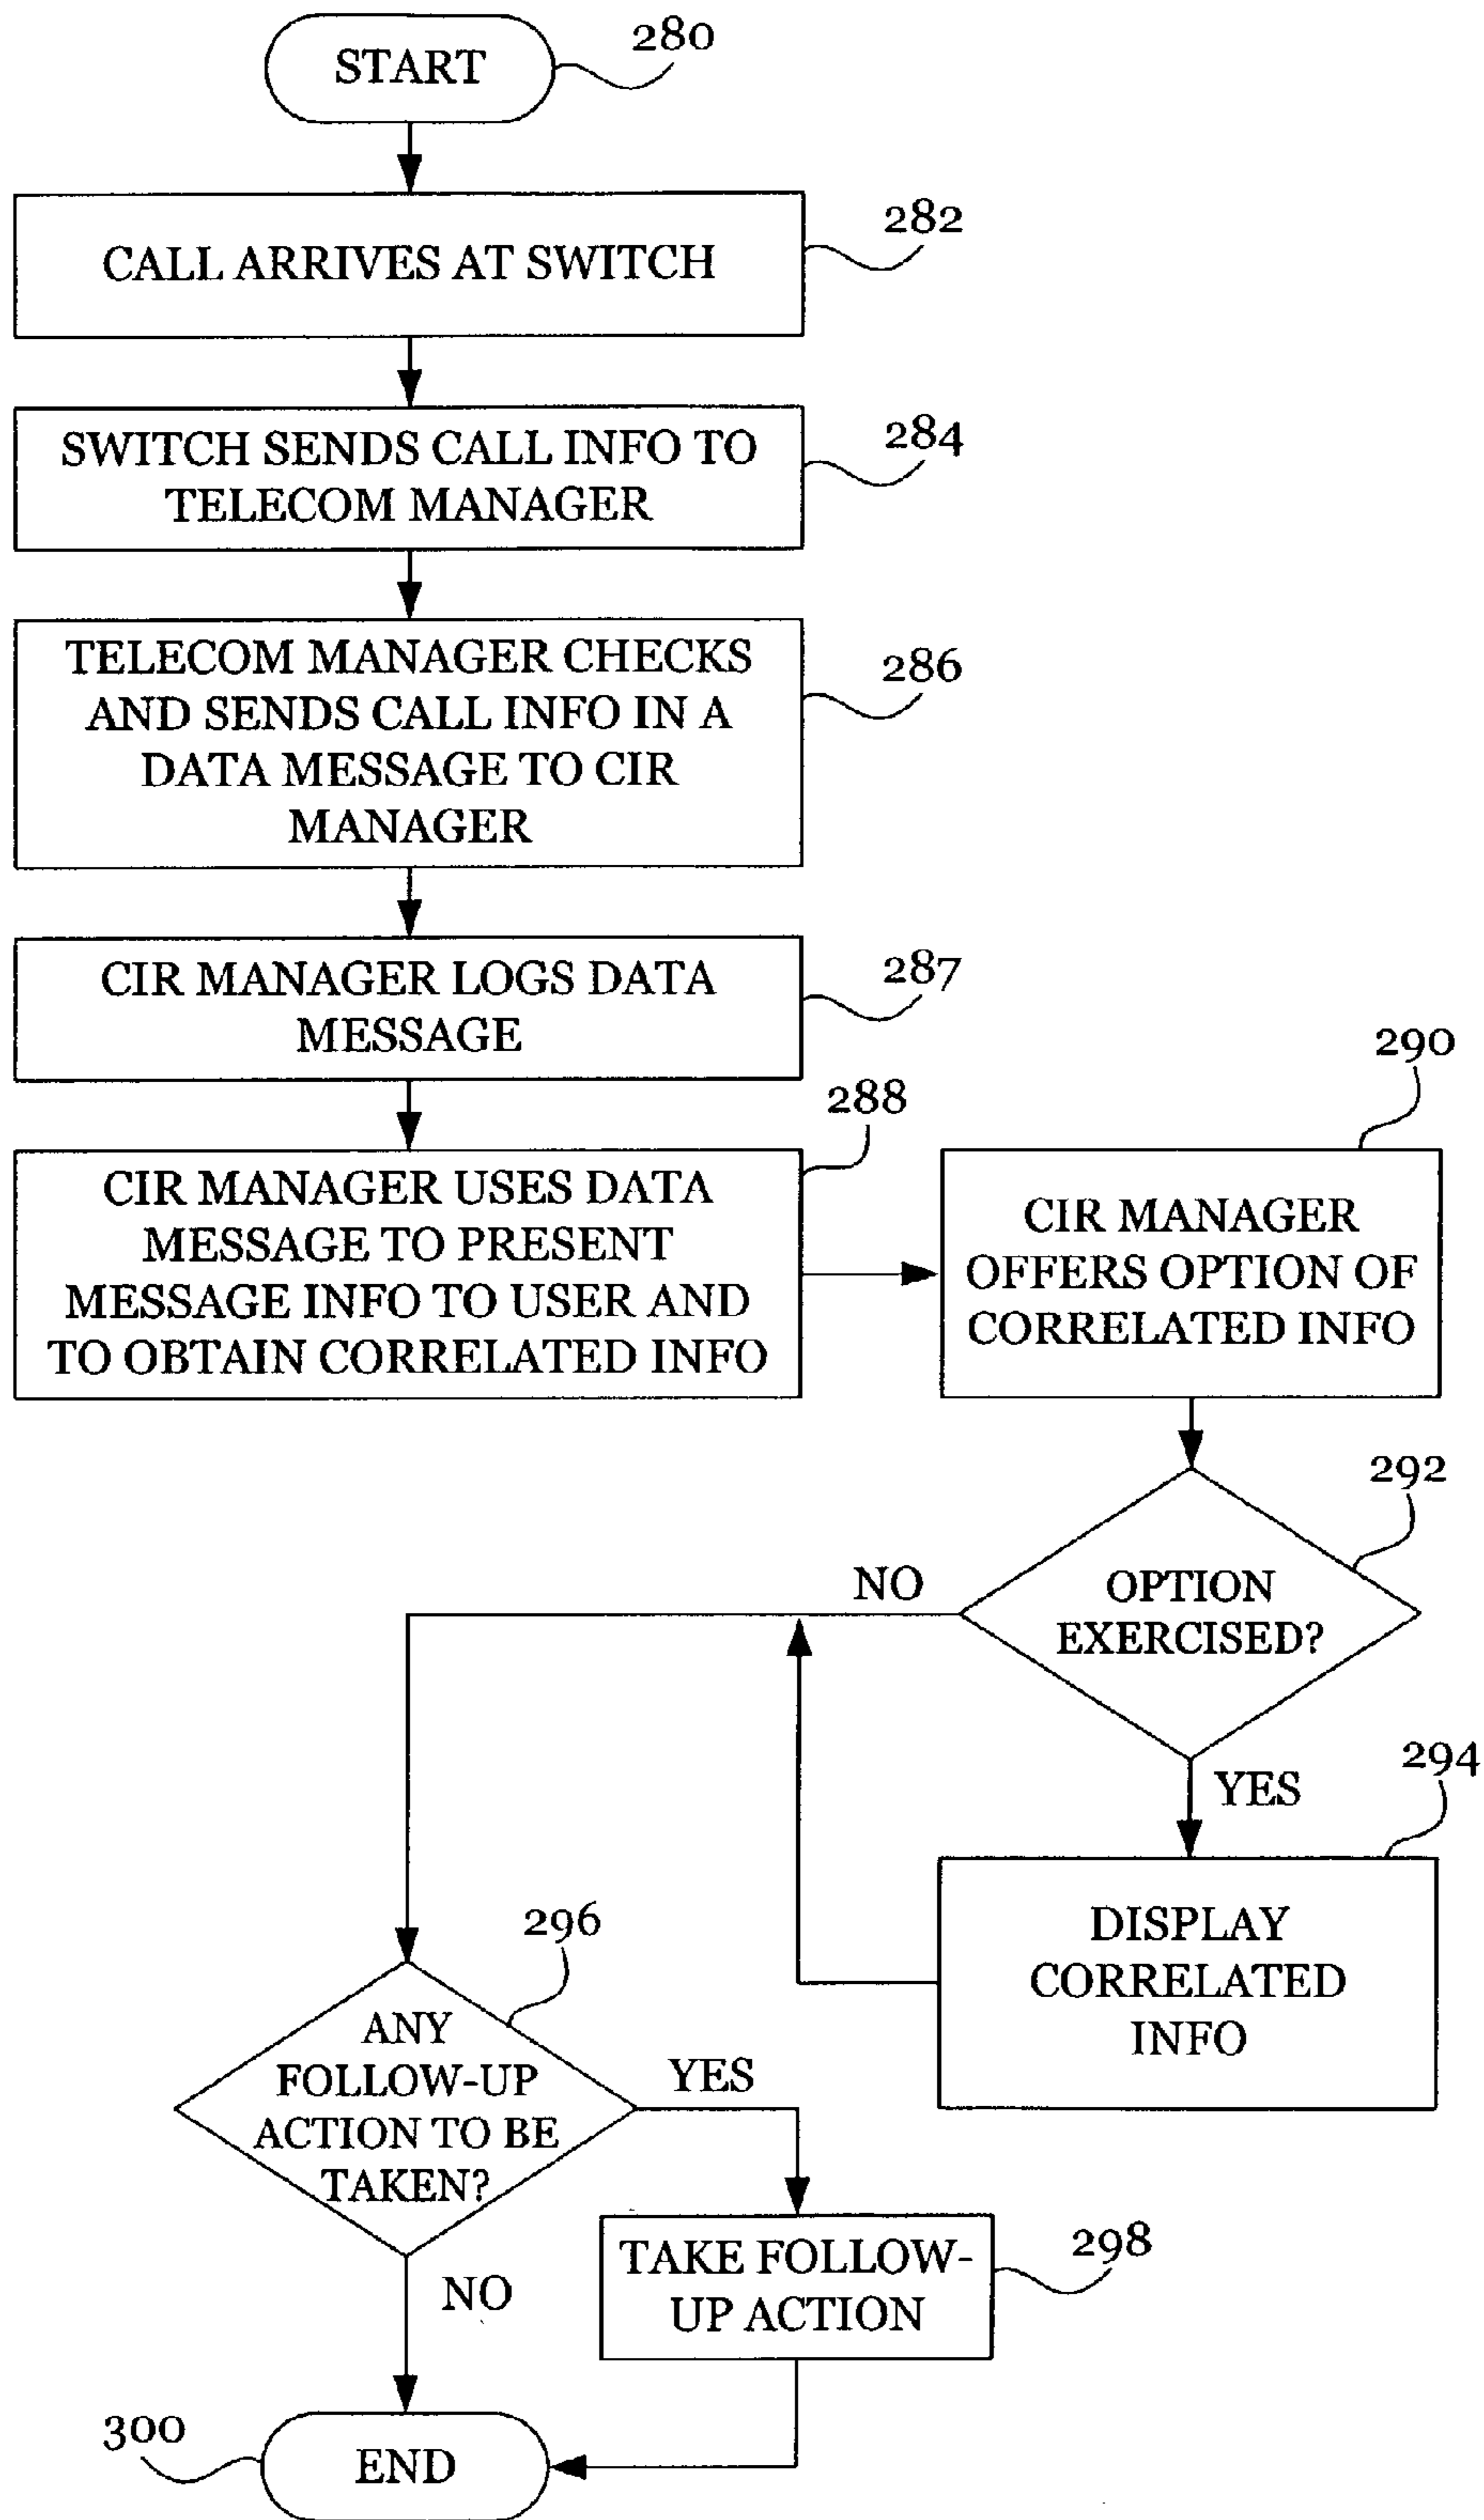 START
280
CALL ARRIVES AT SWITCH
282
SWITCH SENDS CALL INFO TO
TELECOM MANAGER
284
TELECOM MANAGER CHECKS
AND SENDS CALL INFO IN A
DATA MESSAGE TO CIR
MANAGER
286
CIR MANAGER LOGS DATA
MESSAGE
287
CIR MANAGER USES DATA
MESSAGE TO PRESENT
MESSAGE INFO TO USER AND
TO OBTAIN CORRELATED INFO
288
CIR MANAGER
OFFERS OPTION OF
CORRELATED INFO
290
OPTION
EXERCISED?
292
NO
YES
DISPLAY
CORRELATED
INFO
294
ANY
FOLLOW-UP
ACTION TO BE
TAKEN?
296
YES
NO
TAKE FOLLOW-
UP ACTION
298
END
300